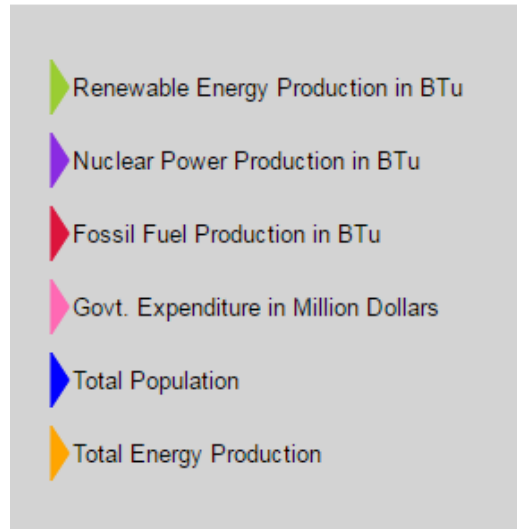 Renewable Energy Production in BTu
Nuclear Power Production in BTu
Fossil Fuel Production in BTu
Govt. Expenditure in Million Dollars
Total Population
Total Energy Production